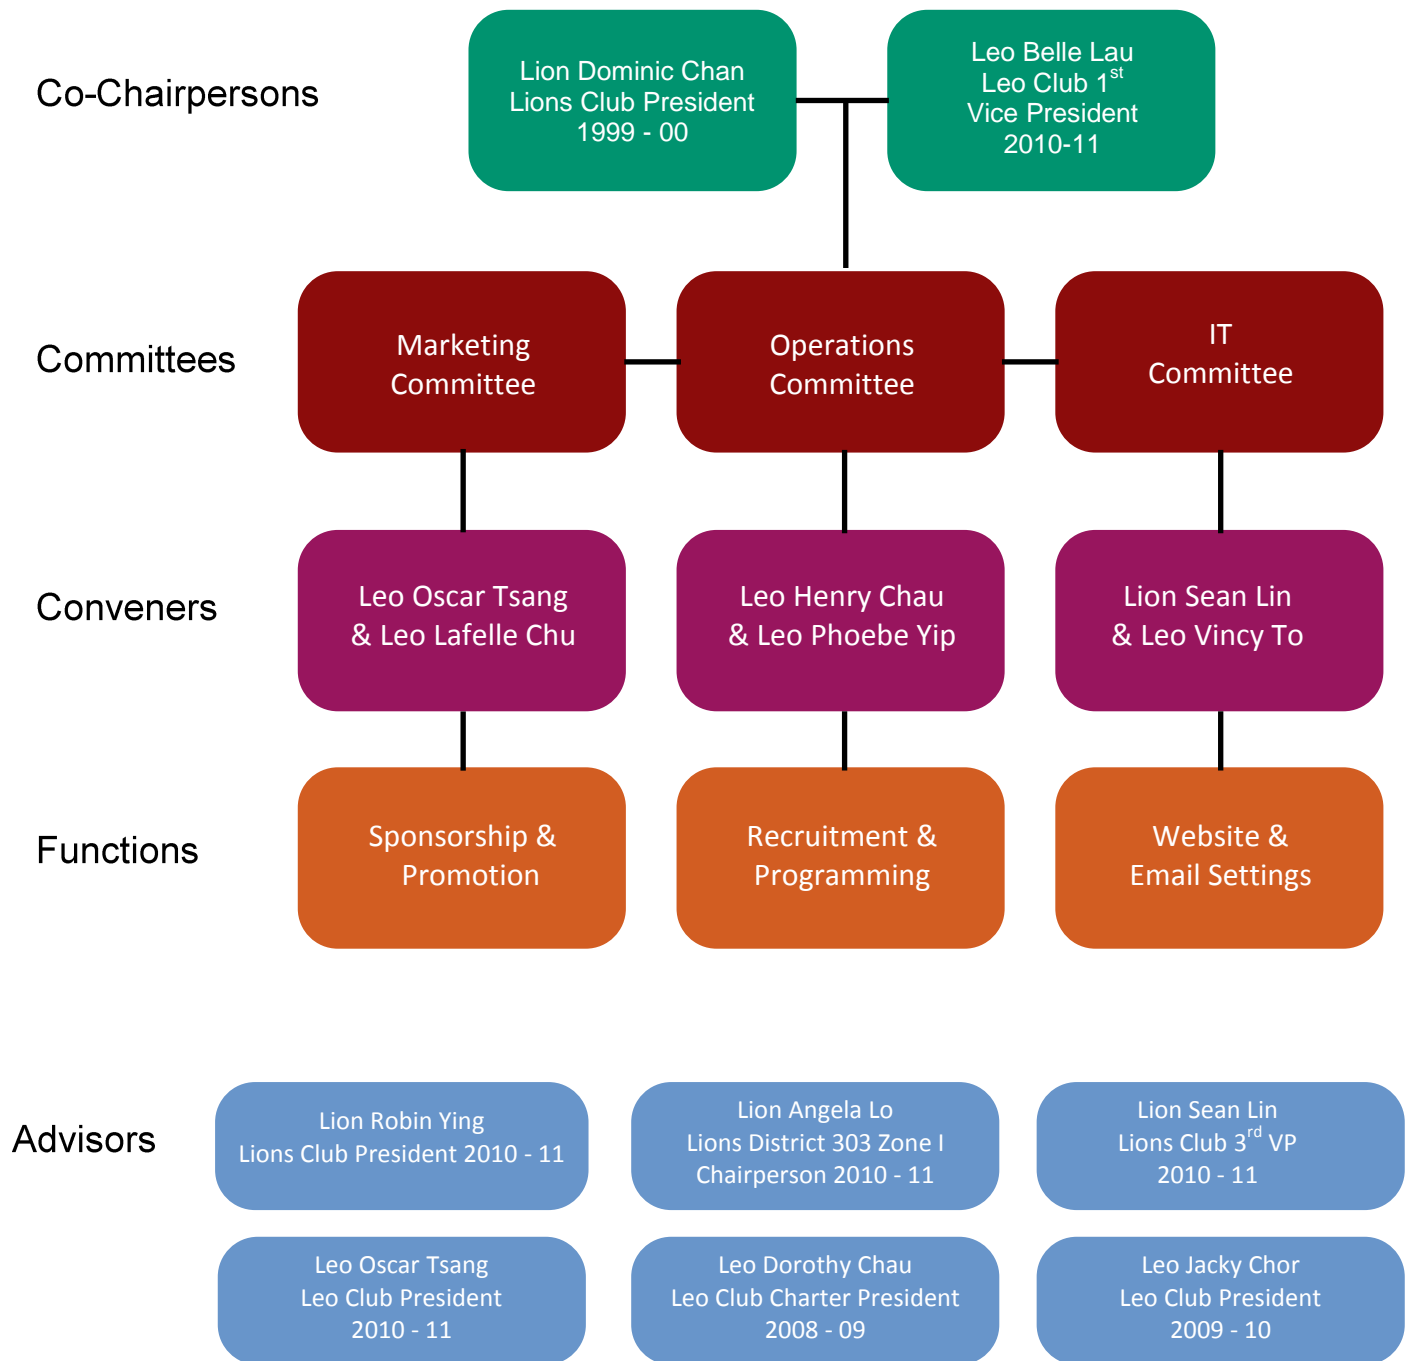 Co-Chairpersons
Lion Dominic Chan
Lions Club President
1999 - 00
Leo Belle Lau
Leo Club 1st
Vice President
2010-11
Committees
Marketing
Committee
Operations
Committee
IT
Committee
Conveners
Leo Oscar Tsang
& Leo Lafelle Chu
Leo Henry Chau
& Leo Phoebe Yip
Lion Sean Lin
& Leo Vincy To
Functions
Sponsorship &
Promotion
Recruitment &
Programming
Website &
Email Settings
Advisors
Lion Robin Ying
Lions Club President 2010 - 11
Lion Angela Lo
Lions District 303 Zone I
Chairperson 2010 - 11
Lion Sean Lin
Lions Club 3rd VP
2010 - 11
Leo Oscar Tsang
Leo Club President
2010 - 11
Leo Dorothy Chau
Leo Club Charter President
2008 - 09
Leo Jacky Chor
Leo Club President
2009 - 10